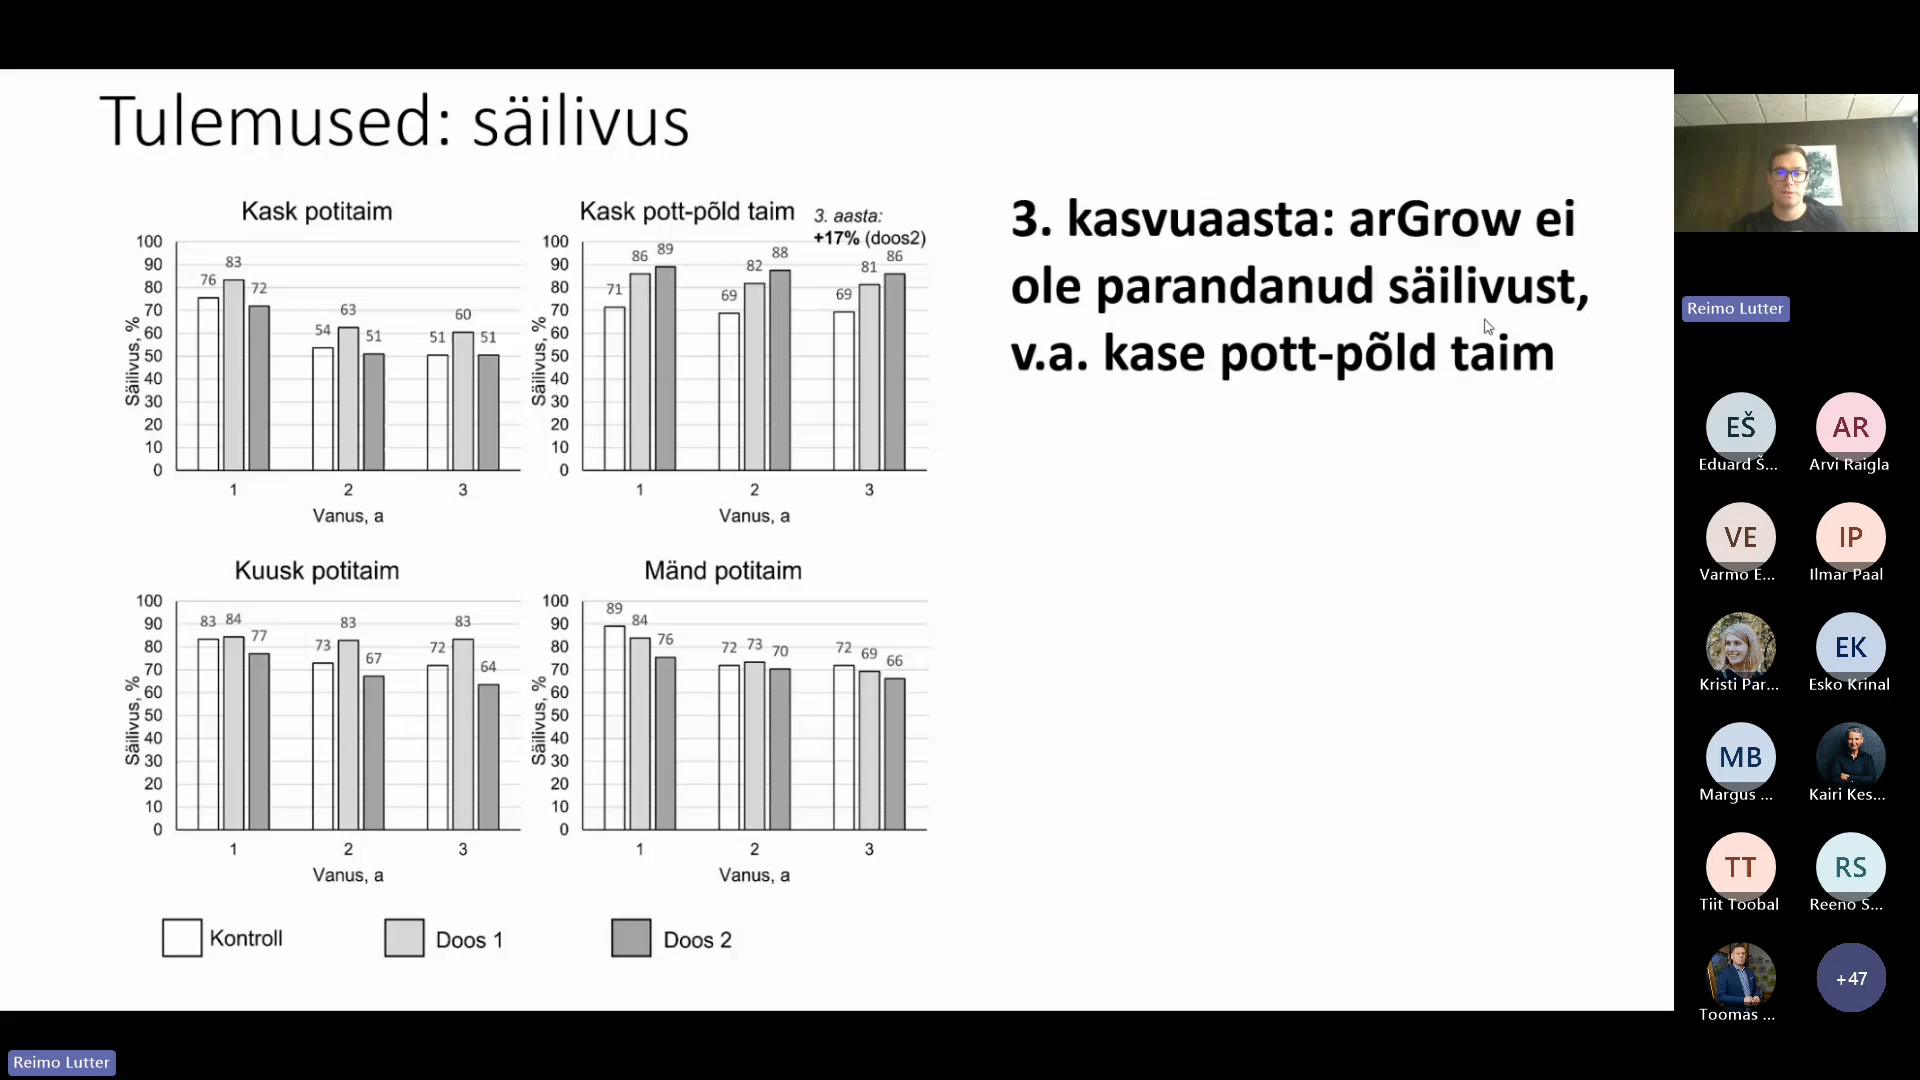 Tulemused: säilivus
Kask potitaim
100
90
80
70
60
50
40
30
20
10
0
Säilivus, %
76 83 72
54 63 51
51 60 51
1 2 3
Vanus, a
Kask pott-põld taim
3. aasta:
+17% (doos2)
100
90
80
70
60
50
40
30
20
10
0
Säilivus, %
71 86 89
69 82 88
69 81 86
1 2 3
Vanus, a
Kuusk potitaim
100
90
80
70
60
50
40
30
20
10
0
Säilivus, %
83 84 77
73 83 67
72 83 64
1 2 3
Vanus, a
Mänd potitaim
100
90
80
70
60
50
40
30
20
10
0
Säilivus, %
89 84 76
72 73 70
72 69 66
1 2 3
Vanus, a
Kontroll
Doos 1
Doos 2
3. kasvuaasta: arGrow ei
ole parandanud säilivust,
v.a. kase pott-põld taim
Reimo Lutter
EŠ
Eduard Š...
AR
Arvi Raigla
VE
Varmo E...
IP
Ilmar Paal
Kristi Par...
EK
Esko Krinal
MB
Margus ...
Kairi Kes...
TT
Tiit Toobal
RS
Reeno S...
Toomas ...
+47
Reimo Lutter